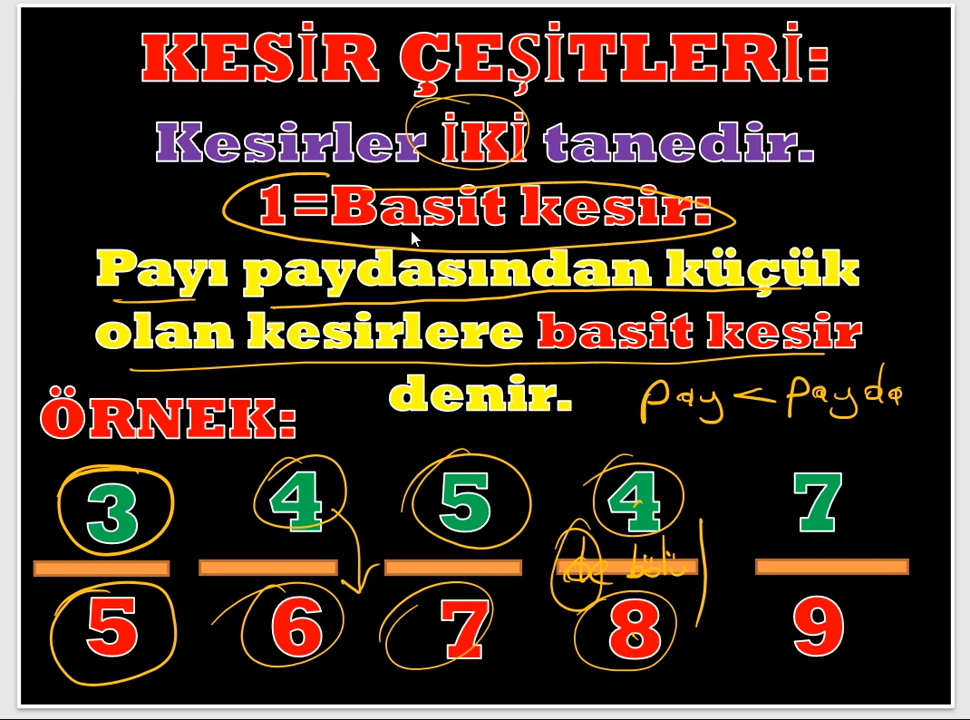 KESİR ÇEŞİTLERİ:
Kesirler İKİ tanedir.
1=Basit kesir:
Payı paydasından küçük
olan kesirlere basit kesir
denir.
pay < payda
ÖRNEK:
3 4 5 4 7
bölü
5 6 7 8 9